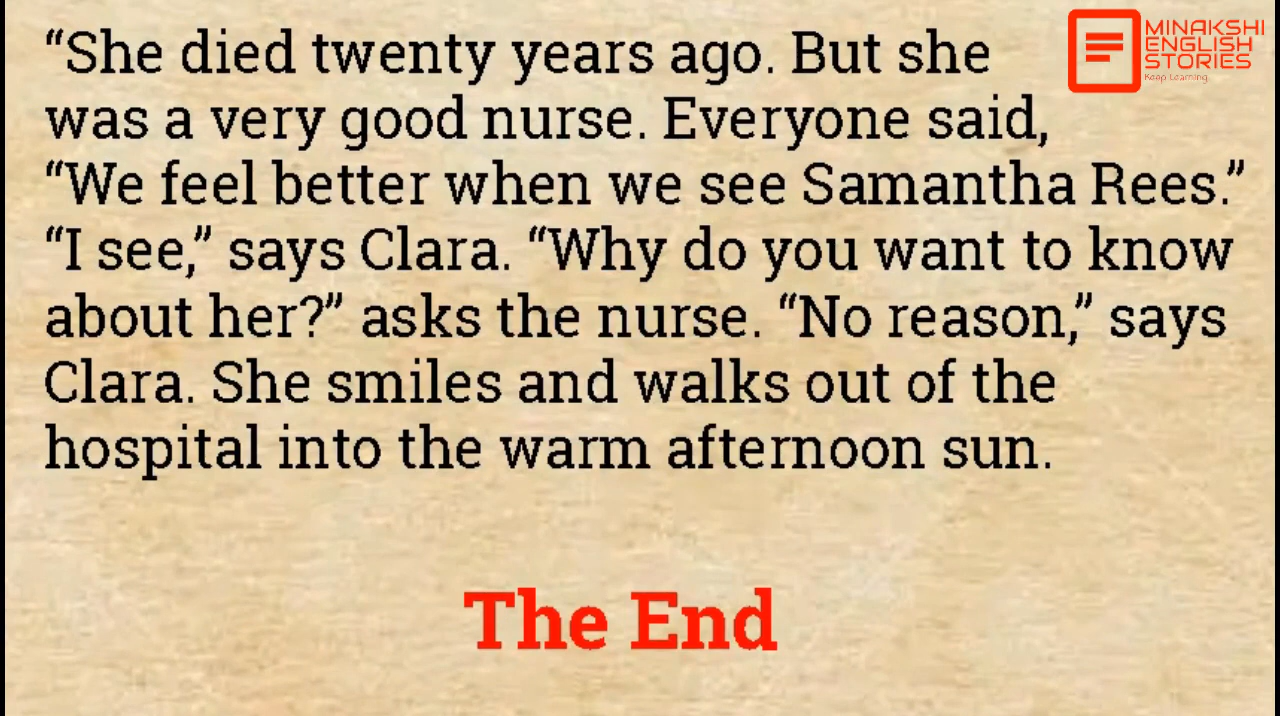 “She died twenty years ago. But she
was a very good nurse. Everyone said,
“We feel better when we see Samantha Rees.”
“I see,” says Clara. “Why do you want to know
about her?” asks the nurse. “No reason,” says
Clara. She smiles and walks out of the
hospital into the warm afternoon sun.
The End
MINAKSHI
ENGLISH
STORIES
Keep Learning